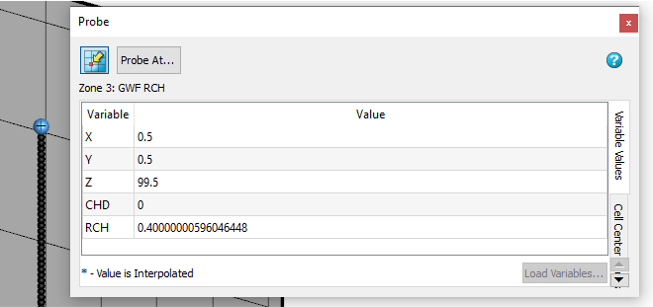 Probe
x
Probe At...
?
Zone 3: GWF RCH
Variable Value
X 0.5
Y 0.5
Z 99.5
CHD 0
RCH 0.40000000596046448
Variable Values
Cell Center
* - Value is Interpolated
Load Variables...